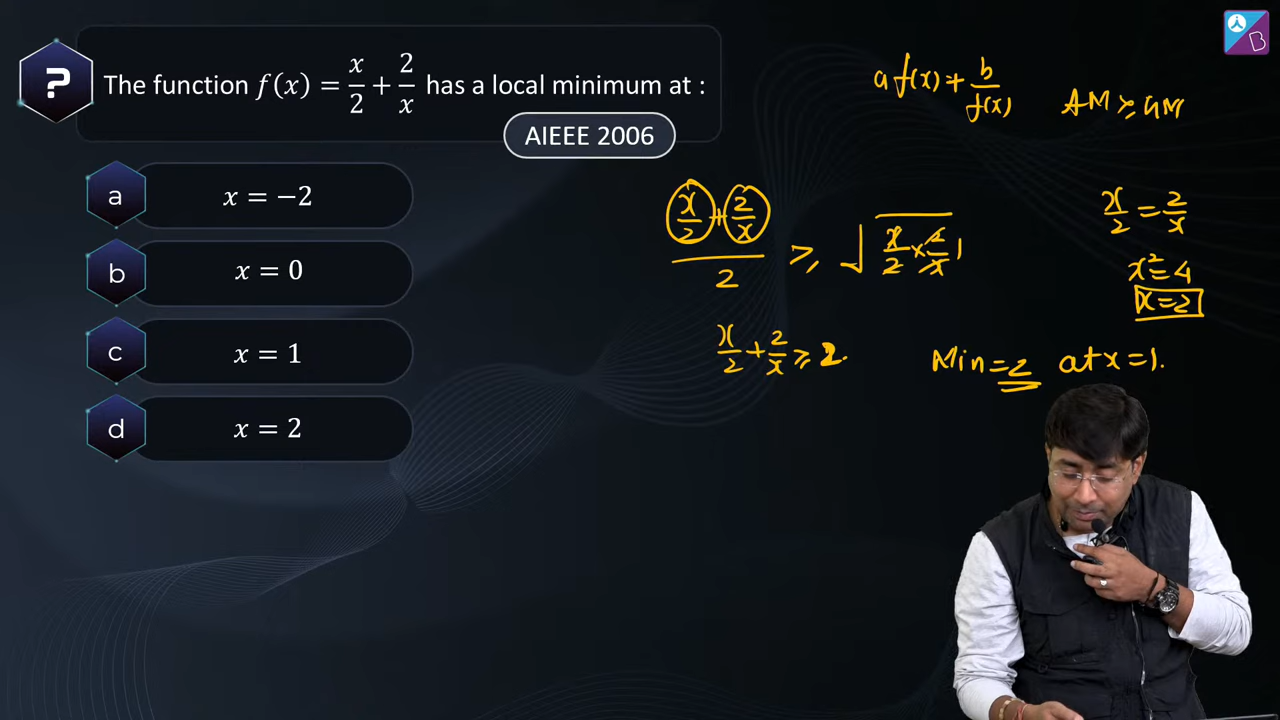 ?
The function f(x) = x/2 + 2/x has a local minimum at :
AIEEE 2006
a x = −2
b x = 0
c x = 1
d x = 2
a f(x) + b/f(x)
AM ≥ GM
(x/2 + 2/x)/2 ≥ √(x/2 × 2/x) 1
x/2 + 2/x ≥ 2.
x/2 = 2/x
x² = 4
x = 2
Min = 2 at x = 1.
B